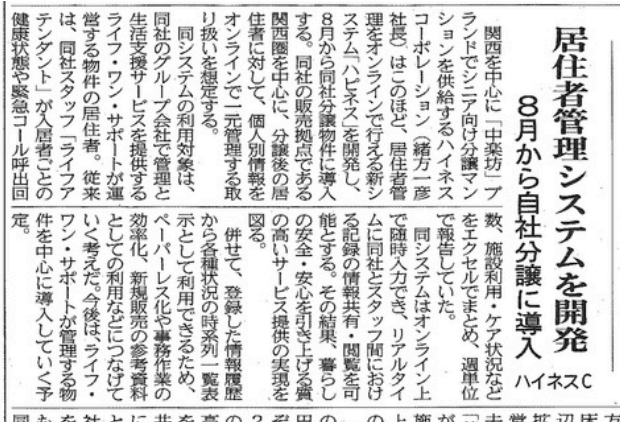 居住者管理システムを開発
8月から自社分譲に導入
ハイネスC
関西を中心に「中楽坊」ブ
ランドでシニア向け分譲マン
ションを供給するハイネス
コーポレーション(緒方一彦
社長)はこのほど、居住者管
理をオンラインで行える新シ
ステム「ハピネス」を開発し、
8月から同社分譲物件に導入
する。同社の販売拠点である
関西圏を中心に、分譲後の居
住者に対して、個人別情報を
オンラインで一元管理する取
り扱いを想定する。
同システムの利用対象は、
同社のグループ会社で管理と
生活支援サービスを提供する
ライフ・ワン・サポートが運
営する物件の居住者。従来
は、同社スタッフ「ライフア
テンダント」が入居者ごとの
健康状態や緊急コール呼出回
数、施設利用・ケア状況など
をエクセルでまとめ、週単位
で報告していた。
同システムはオンライン上
で随時入力でき、リアルタイ
ムに同社とスタッフ間におけ
る記録の情報共有・閲覧を可
能とする。その結果、暮らし
の安全・安心を引き上げる質
の高いサービス提供の実現を
図る。
併せて、登録した情報履歴
から各種状況の時系列一覧表
示として利用できるため、
ペーパーレス化や事務作業の
効率化、新規販売の参考資料
としての利用などにつなげて
いく考えだ。今後は、ライフ・
ワン・サポートが管理する物
件を中心に導入していく予
定。